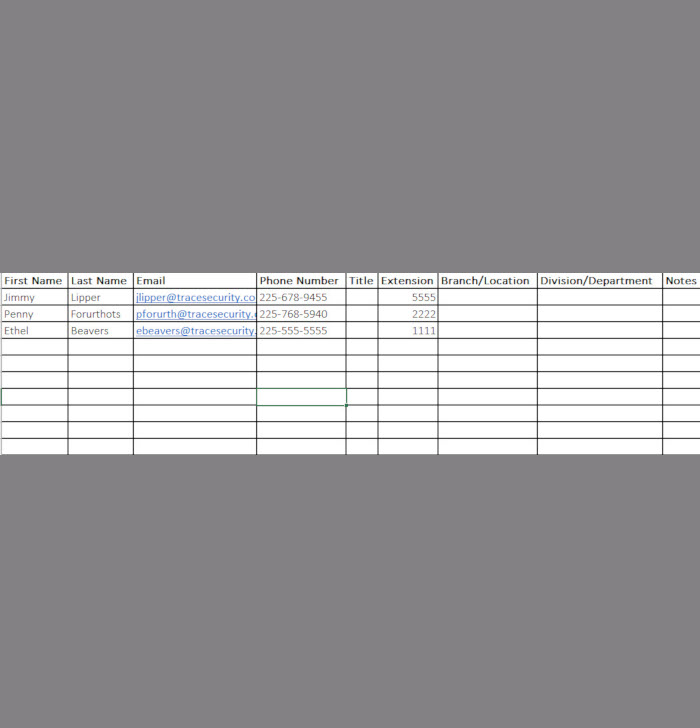 First Name Last Name Email Phone Number Title Extension Branch/Location Division/Department Notes
Jimmy Lipper jlipper@tracesecurity.co 225-678-9455 5555
Penny Forurthots pforurth@tracesecurity. 225-768-5940 2222
Ethel Beavers ebeavers@tracesecurity. 225-555-5555 1111